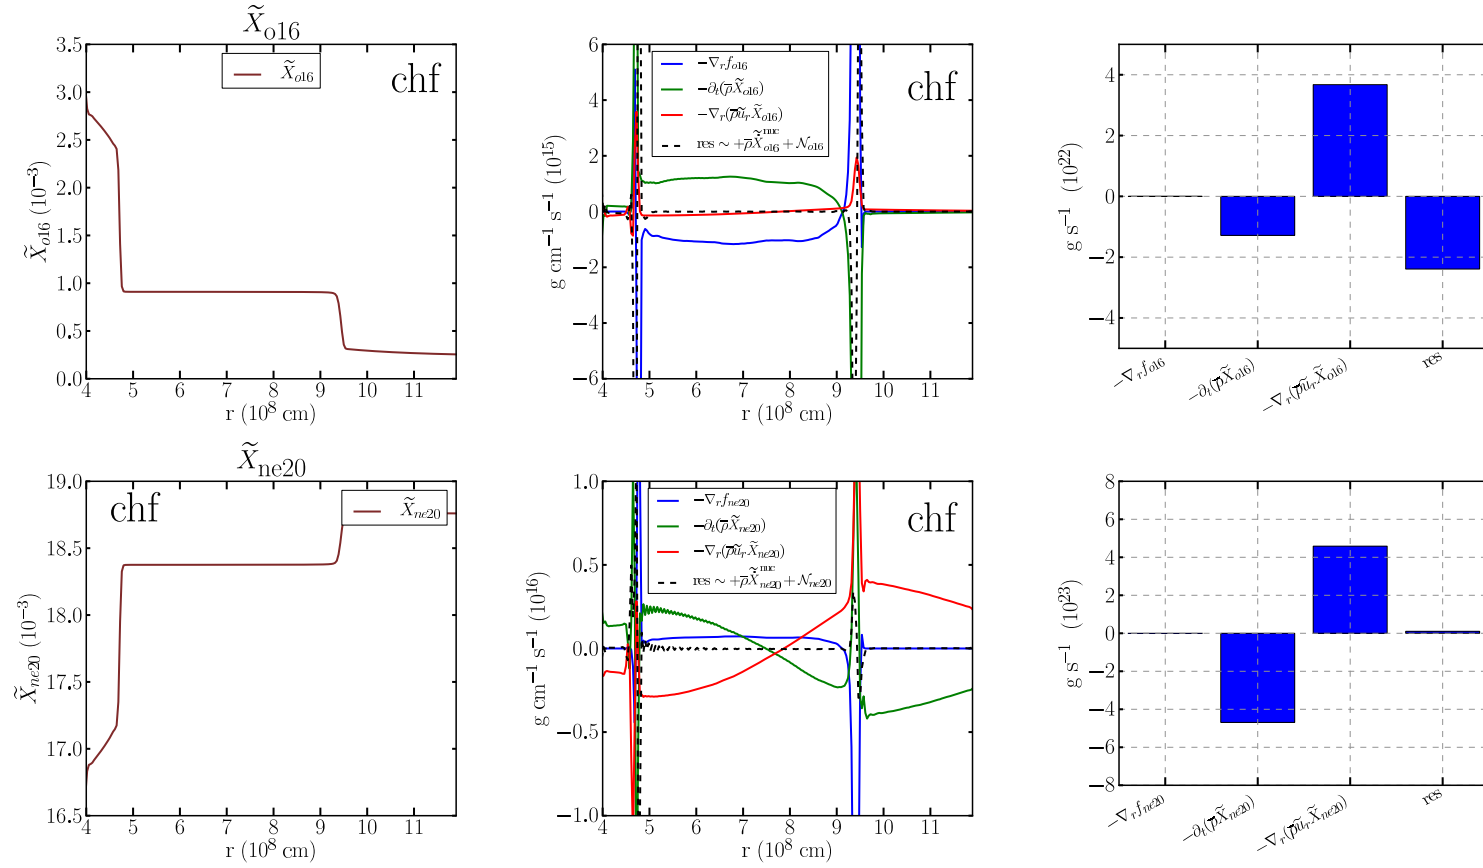 X̃o16
3.5
3.0
2.5
2.0
1.5
1.0
0.5
0.0
X̃o16 (10−3)
X̃o16
chf
4 5 6 7 8 9 10 11
r (10⁸ cm)
6
4
2
0
−2
−4
−6
g cm−1 s−1 (10¹⁵)
−∇r fo16
−∂t(ρ̅X̃o16)
−∇r(ρ̅ũrX̃o16)
res ∼ +ρ̅X̃̇o16nuc + 𝒩o16
chf
4 5 6 7 8 9 10 11
r (10⁸ cm)
4
2
0
−2
−4
g s−1 (10²²)
−∇r fo16
−∂t(ρ̅X̃o16)
−∇r(ρ̅ũrX̃o16)
res
X̃ne20
19.0
18.5
18.0
17.5
17.0
16.5
X̃ne20 (10−3)
chf
X̃ne20
4 5 6 7 8 9 10 11
r (10⁸ cm)
1.0
0.5
0.0
−0.5
−1.0
g cm−1 s−1 (10¹⁶)
−∇r fne20
−∂t(ρ̅X̃ne20)
−∇r(ρ̅ũrX̃ne20)
res ∼ +ρ̅X̃̇ne20nuc + 𝒩ne20
chf
4 5 6 7 8 9 10 11
r (10⁸ cm)
8
6
4
2
0
−2
−4
−6
−8
g s−1 (10²³)
−∇r fne20
−∂t(ρ̅X̃ne20)
−∇r(ρ̅ũrX̃ne20)
res